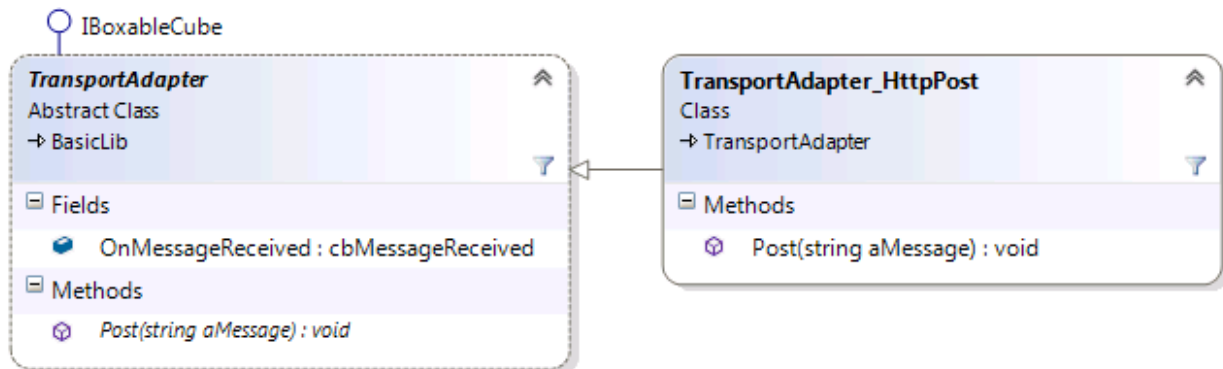 IBoxableCube
TransportAdapter
Abstract Class
→ BasicLib
Fields
OnMessageReceived : cbMessageReceived
Methods
Post(string aMessage) : void
TransportAdapter_HttpPost
Class
→ TransportAdapter
Methods
Post(string aMessage) : void